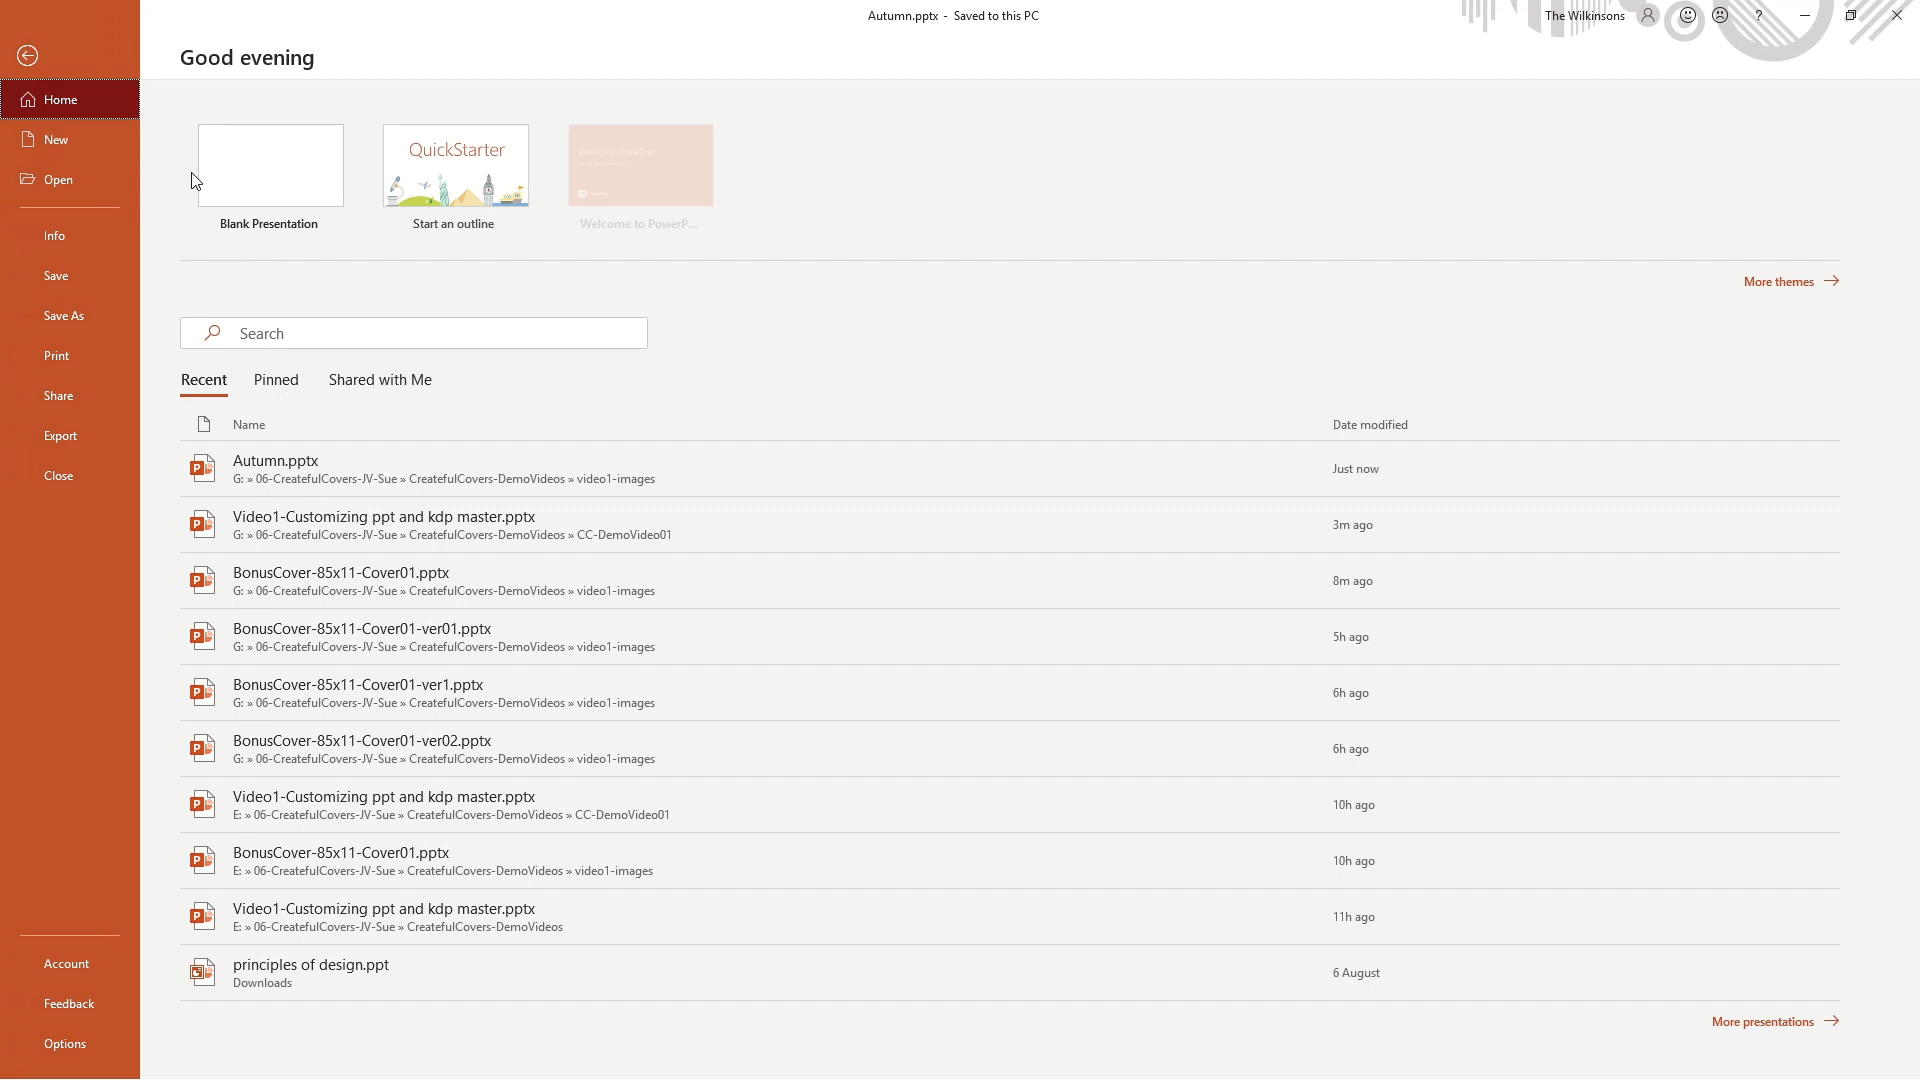 Autumn.pptx - Saved to this PC
The Wilkinsons
?
Good evening
Home
New
Open
Info
Save
Save As
Print
Share
Export
Close
Account
Feedback
Options
QuickStarter
Welcome to PowerPoint
Blank Presentation
Start an outline
Welcome to PowerP...
More themes
Search
Recent Pinned Shared with Me
Name Date modified
Autumn.pptx
G: » 06-CreatefulCovers-JV-Sue » CreatefulCovers-DemoVideos » video1-images
Just now
Video1-Customizing ppt and kdp master.pptx
G: » 06-CreatefulCovers-JV-Sue » CreatefulCovers-DemoVideos » CC-DemoVideo01
3m ago
BonusCover-85x11-Cover01.pptx
G: » 06-CreatefulCovers-JV-Sue » CreatefulCovers-DemoVideos » video1-images
8m ago
BonusCover-85x11-Cover01-ver01.pptx
G: » 06-CreatefulCovers-JV-Sue » CreatefulCovers-DemoVideos » video1-images
5h ago
BonusCover-85x11-Cover01-ver1.pptx
G: » 06-CreatefulCovers-JV-Sue » CreatefulCovers-DemoVideos » video1-images
6h ago
BonusCover-85x11-Cover01-ver02.pptx
G: » 06-CreatefulCovers-JV-Sue » CreatefulCovers-DemoVideos » video1-images
6h ago
Video1-Customizing ppt and kdp master.pptx
E: » 06-CreatefulCovers-JV-Sue » CreatefulCovers-DemoVideos » CC-DemoVideo01
10h ago
BonusCover-85x11-Cover01.pptx
E: » 06-CreatefulCovers-JV-Sue » CreatefulCovers-DemoVideos » video1-images
10h ago
Video1-Customizing ppt and kdp master.pptx
E: » 06-CreatefulCovers-JV-Sue » CreatefulCovers-DemoVideos
11h ago
principles of design.ppt
Downloads
6 August
More presentations